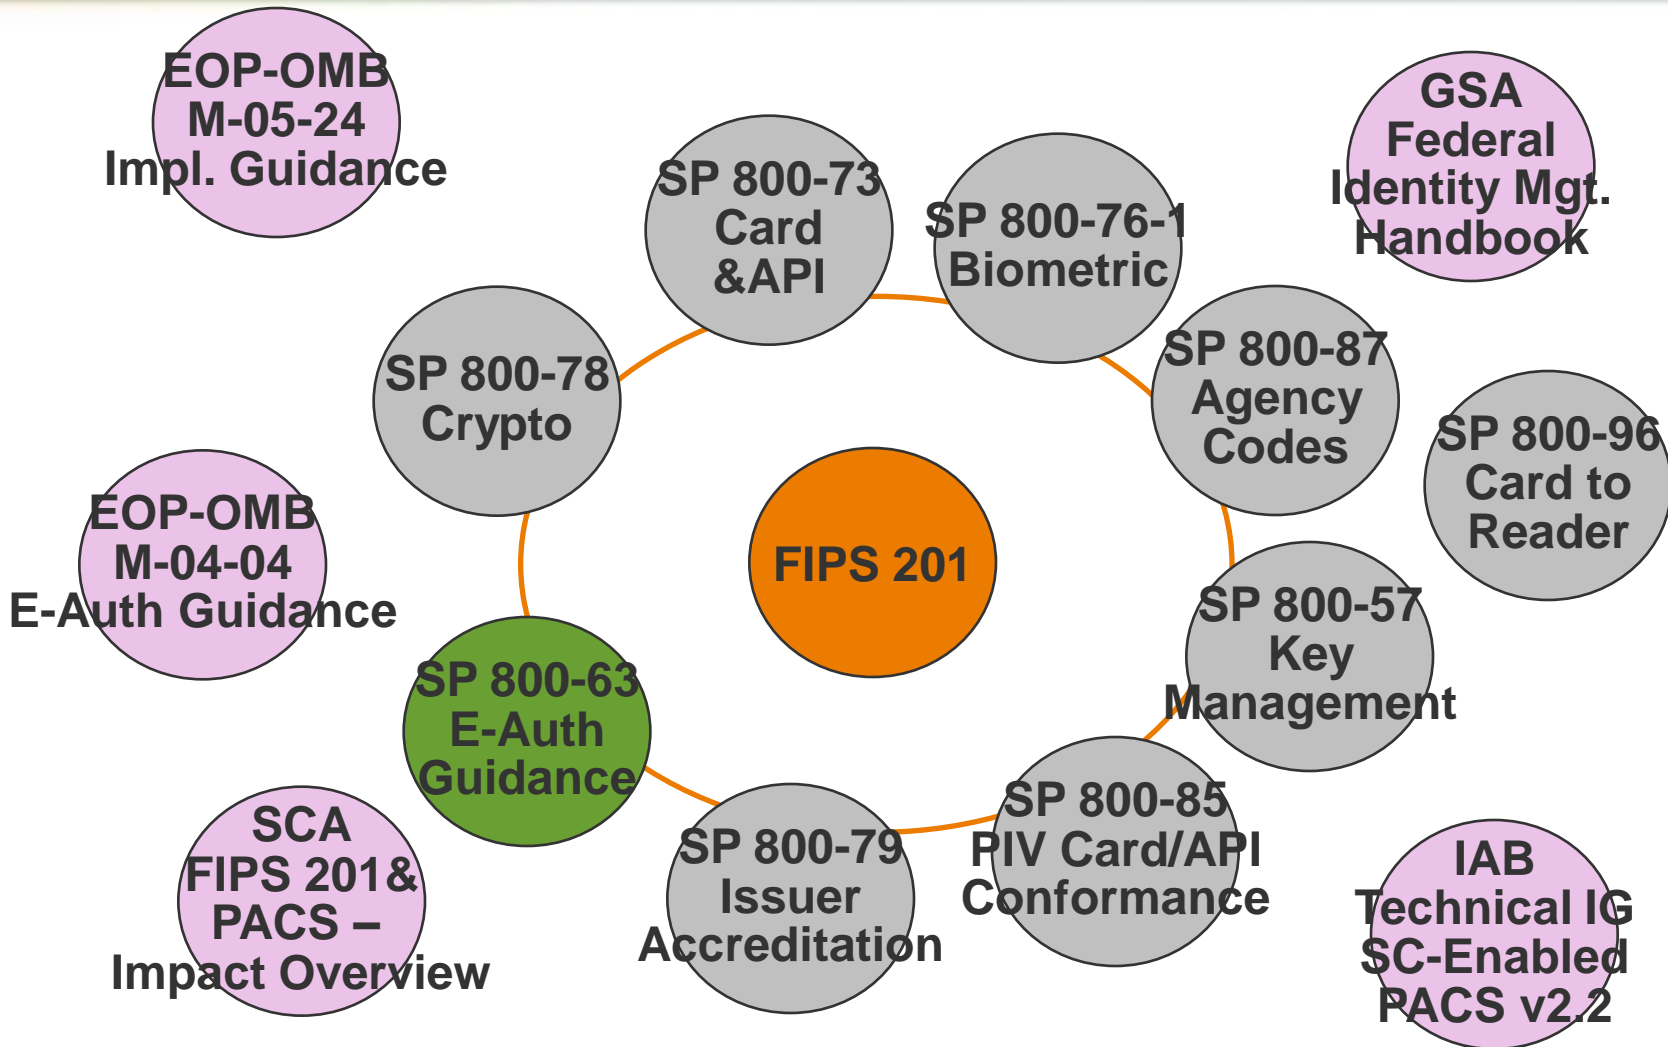 EOP-OMB
M-05-24
Impl. Guidance
GSA
Federal
Identity Mgt.
Handbook
SP 800-73
Card
&API
SP 800-76-1
Biometric
SP 800-78
Crypto
SP 800-87
Agency
Codes
SP 800-96
Card to
Reader
EOP-OMB
M-04-04
E-Auth Guidance
FIPS 201
SP 800-57
Key
Management
SP 800-63
E-Auth
Guidance
SCA
FIPS 201&
PACS –
Impact Overview
SP 800-79
Issuer
Accreditation
SP 800-85
PIV Card/API
Conformance
IAB
Technical IG
SC-Enabled
PACS v2.2